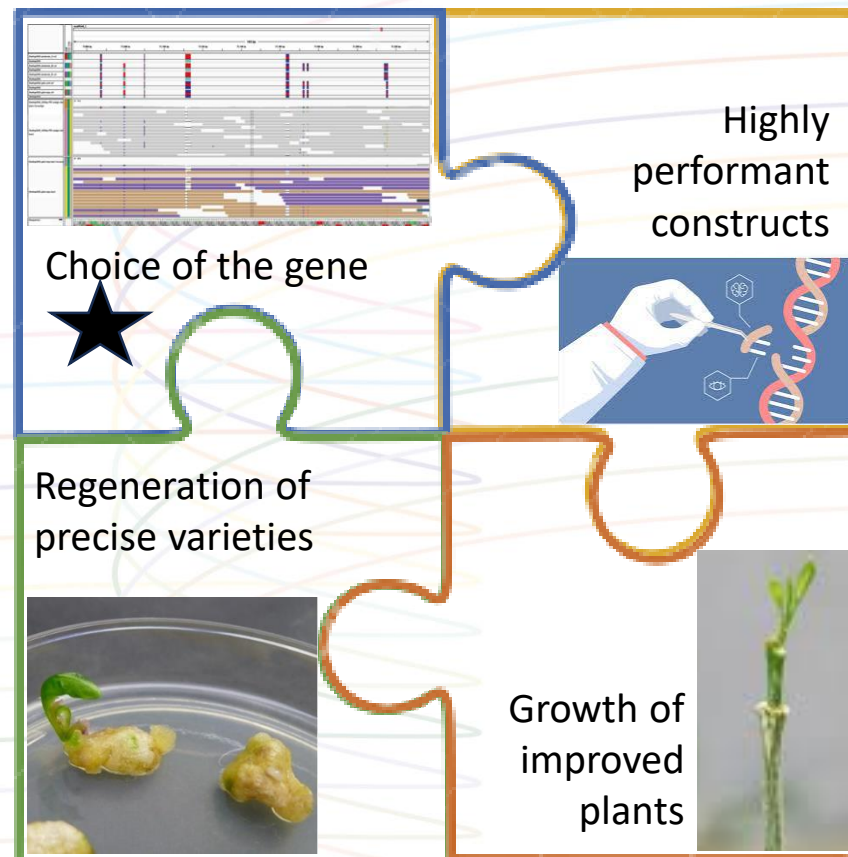 Choice of the gene
Highly
performant
constructs
Regeneration of
precise varieties
Growth of
improved
plants